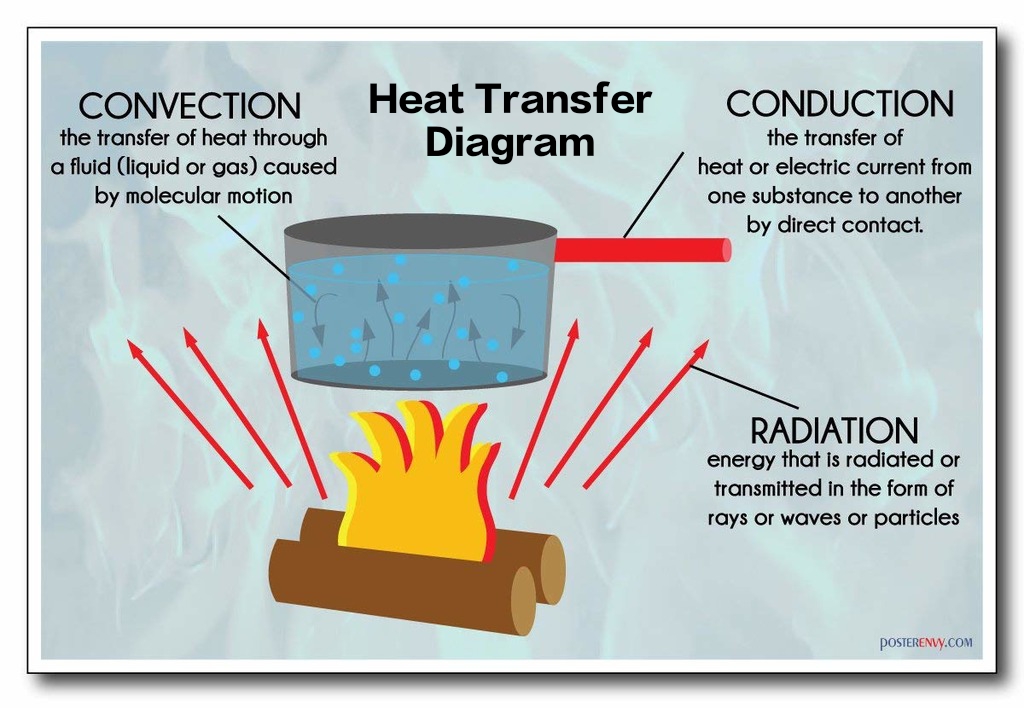 Heat Transfer
Diagram
CONVECTION
the transfer of heat through
a fluid (liquid or gas) caused
by molecular motion
CONDUCTION
the transfer of
heat or electric current from
one substance to another
by direct contact.
RADIATION
energy that is radiated or
transmitted in the form of
rays or waves or particles
POSTERENVY.COM